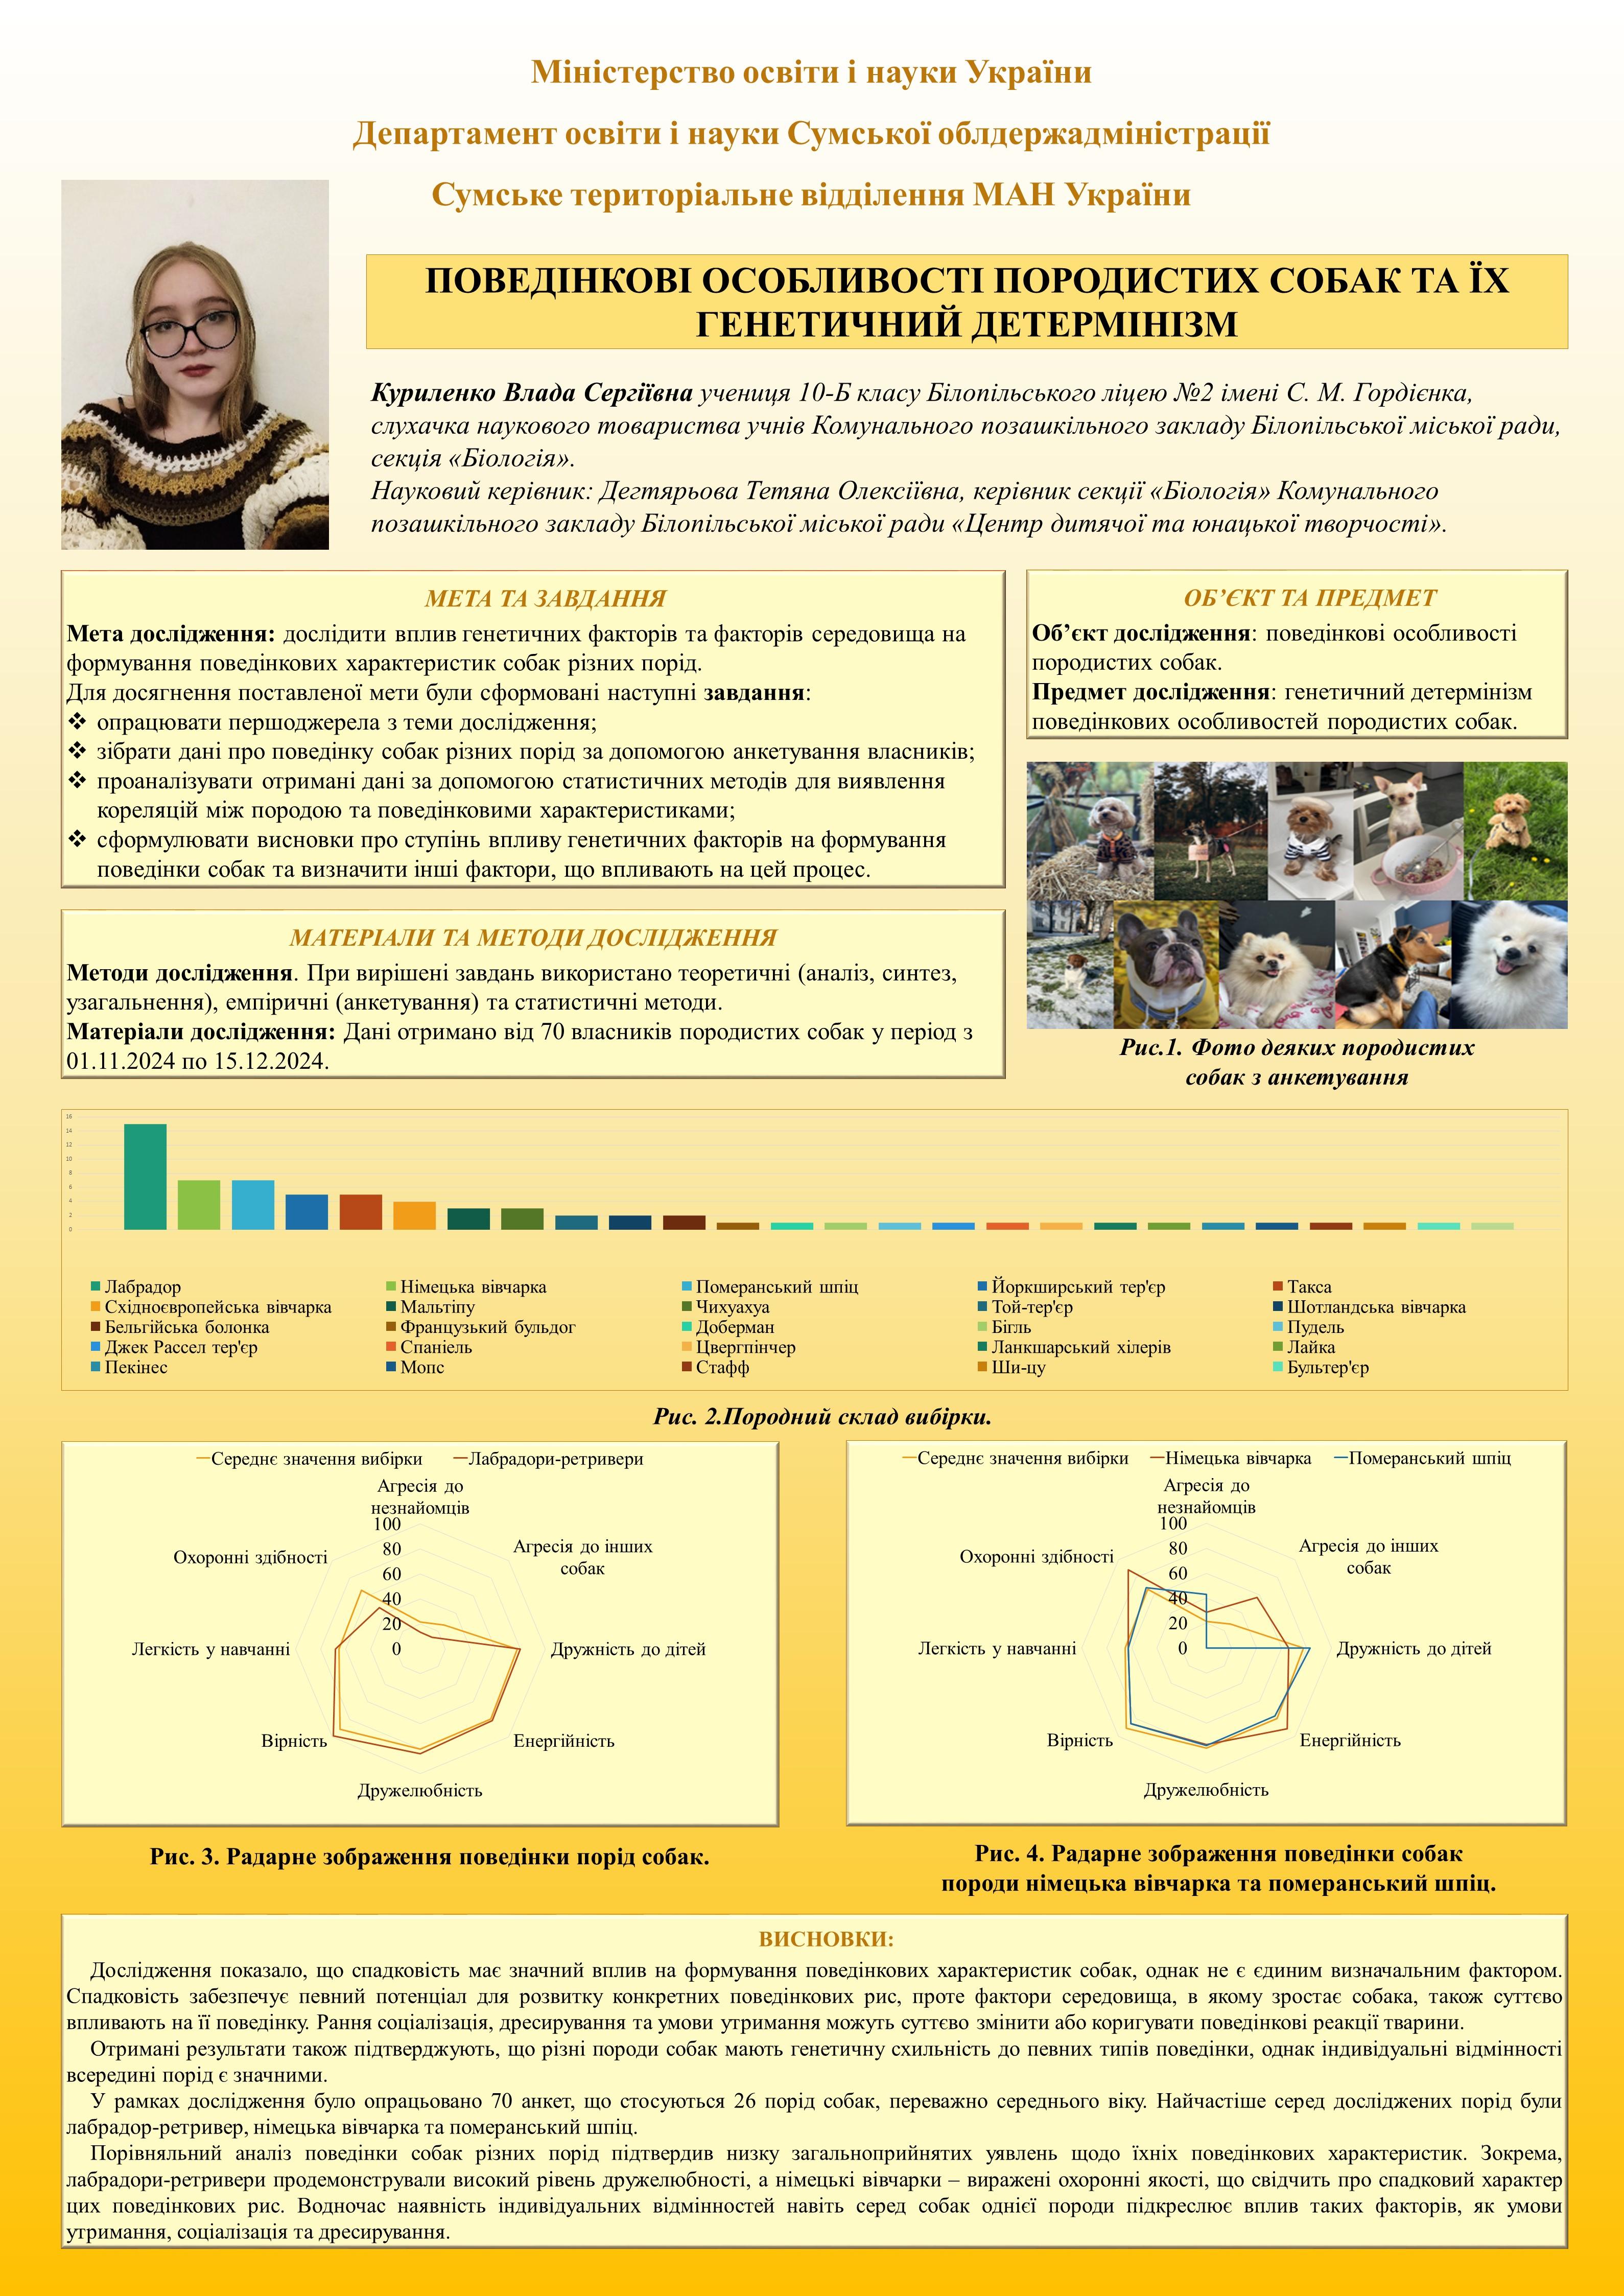 Міністерство освіти і науки України
Департамент освіти і науки Сумської облдержадміністрації
Сумське територіальне відділення МАН України
ПОВЕДІНКОВІ ОСОБЛИВОСТІ ПОРОДИСТИХ СОБАК ТА ЇХ
ГЕНЕТИЧНИЙ ДЕТЕРМІНІЗМ
Куриленко Влада Сергіївна учениця 10-Б класу Білопільського ліцею №2 імені С. М. Гордієнка,
слухачка наукового товариства учнів Комунального позашкільного закладу Білопільської міської ради,
секція «Біологія».
Науковий керівник: Дегтярьова Тетяна Олексіївна, керівник секції «Біологія» Комунального
позашкільного закладу Білопільської міської ради «Центр дитячої та юнацької творчості».
МЕТА ТА ЗАВДАННЯ
Мета дослідження: дослідити вплив генетичних факторів та факторів середовища на
формування поведінкових характеристик собак різних порід.
Для досягнення поставленої мети були сформовані наступні завдання:
❖ опрацювати першоджерела з теми дослідження;
❖ зібрати дані про поведінку собак різних порід за допомогою анкетування власників;
❖ проаналізувати отримані дані за допомогою статистичних методів для виявлення
кореляцій між породою та поведінковими характеристиками;
❖ сформулювати висновки про ступінь впливу генетичних факторів на формування
поведінки собак та визначити інші фактори, що впливають на цей процес.
ОБ’ЄКТ ТА ПРЕДМЕТ
Об’єкт дослідження: поведінкові особливості
породистих собак.
Предмет дослідження: генетичний детермінізм
поведінкових особливостей породистих собак.
МАТЕРІАЛИ ТА МЕТОДИ ДОСЛІДЖЕННЯ
Методи дослідження. При вирішені завдань використано теоретичні (аналіз, синтез,
узагальнення), емпіричні (анкетування) та статистичні методи.
Матеріали дослідження: Дані отримано від 70 власників породистих собак у період з
01.11.2024 по 15.12.2024.
Рис.1. Фото деяких породистих
собак з анкетування
16
14
12
10
8
6
4
2
0
Лабрадор Німецька вівчарка Померанський шпіц Йоркширський тер'єр Такса
Східноєвропейська вівчарка Мальтіпу Чихуахуа Той-тер'єр Шотландська вівчарка
Бельгійська болонка Французький бульдог Доберман Бігль Пудель
Джек Рассел тер'єр Спаніель Цвергпінчер Ланкшарський хілерів Лайка
Пекінес Мопс Стафф Ши-цу Бультер'єр
Рис. 2.Породний склад вибірки.
Середнє значення вибірки Лабрадори-ретривери
Агресія до
незнайомців
100
80
60
40
20
0
Агресія до інших
собак
Дружність до дітей
Енергійність
Дружелюбність
Вірність
Легкість у навчанні
Охоронні здібності
Рис. 3. Радарне зображення поведінки порід собак.
Середнє значення вибірки Німецька вівчарка Померанський шпіц
Агресія до
незнайомців
100
80
60
40
20
0
Агресія до інших
собак
Дружність до дітей
Енергійність
Дружелюбність
Вірність
Легкість у навчанні
Охоронні здібності
Рис. 4. Радарне зображення поведінки собак
породи німецька вівчарка та померанський шпіц.
ВИСНОВКИ:
Дослідження показало, що спадковість має значний вплив на формування поведінкових характеристик собак, однак не є єдиним визначальним фактором.
Спадковість забезпечує певний потенціал для розвитку конкретних поведінкових рис, проте фактори середовища, в якому зростає собака, також суттєво
впливають на її поведінку. Рання соціалізація, дресирування та умови утримання можуть суттєво змінити або коригувати поведінкові реакції тварини.
Отримані результати також підтверджують, що різні породи собак мають генетичну схильність до певних типів поведінки, однак індивідуальні відмінності
всередині порід є значними.
У рамках дослідження було опрацьовано 70 анкет, що стосуються 26 порід собак, переважно середнього віку. Найчастіше серед досліджених порід були
лабрадор-ретривер, німецька вівчарка та померанський шпіц.
Порівняльний аналіз поведінки собак різних порід підтвердив низку загальноприйнятих уявлень щодо їхніх поведінкових характеристик. Зокрема,
лабрадори-ретривери продемонстрували високий рівень дружелюбності, а німецькі вівчарки – виражені охоронні якості, що свідчить про спадковий характер
цих поведінкових рис. Водночас наявність індивідуальних відмінностей навіть серед собак однієї породи підкреслює вплив таких факторів, як умови
утримання, соціалізація та дресирування.